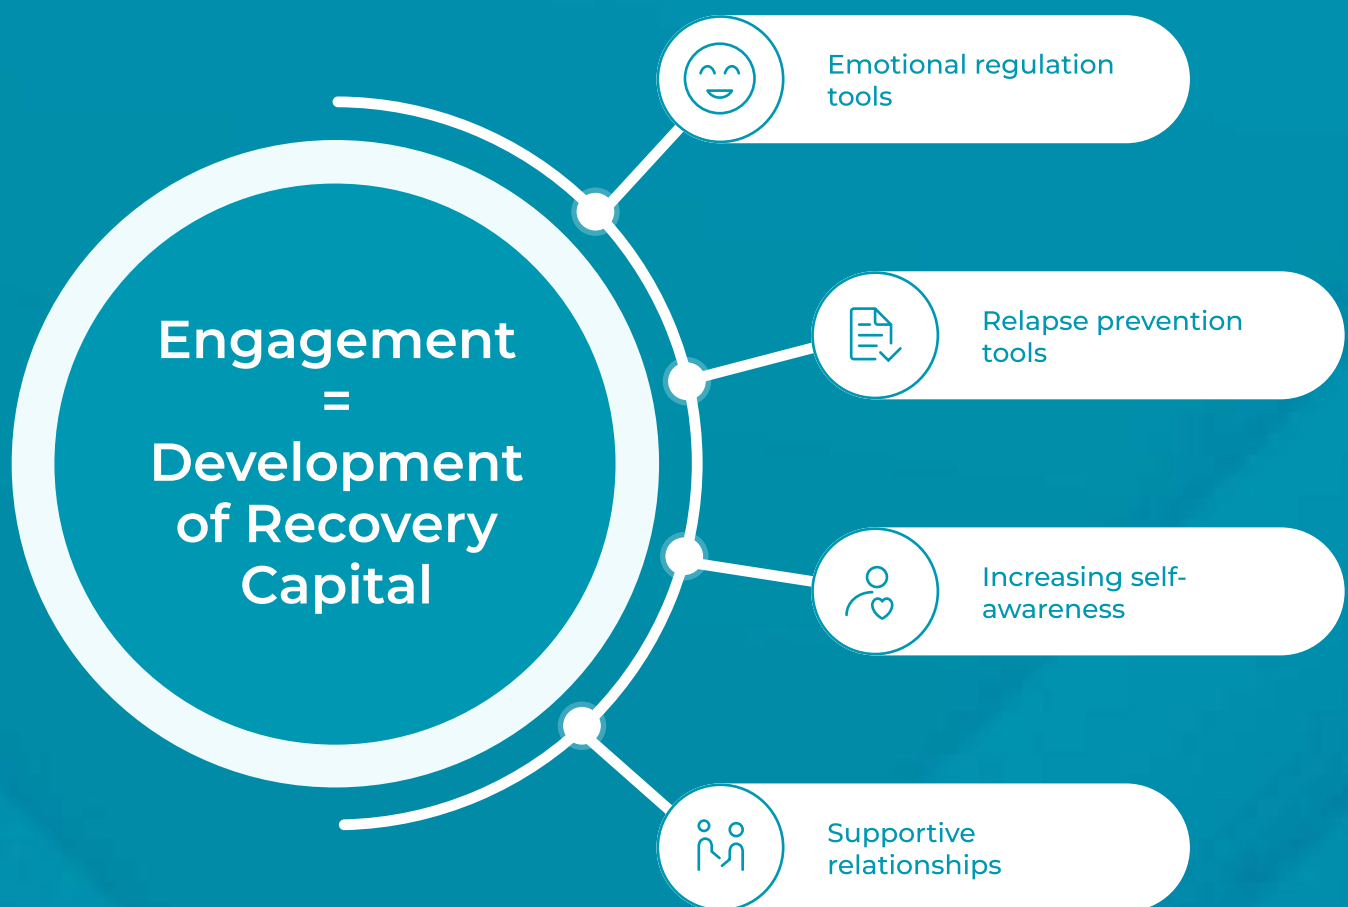 Engagement
=
Development
of Recovery
Capital
Emotional regulation
tools
Relapse prevention
tools
Increasing self-
awareness
Supportive
relationships